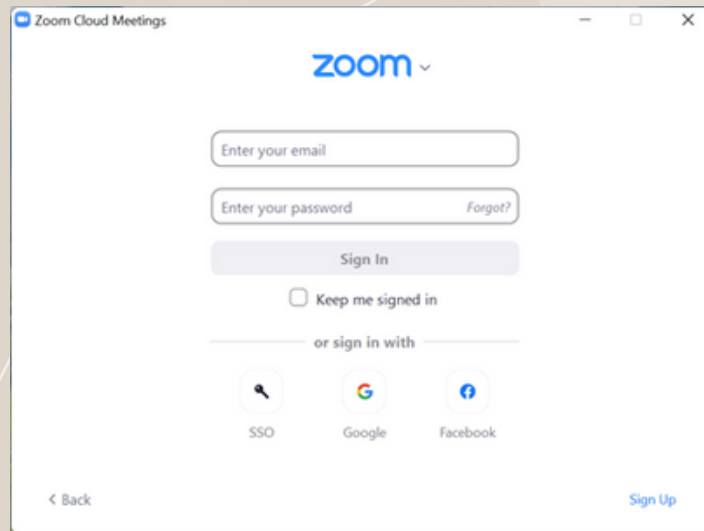 Zoom Cloud Meetings
zoom
Enter your email
Enter your password Forgot?
Sign In
Keep me signed in
or sign in with
SSO Google Facebook
< Back Sign Up